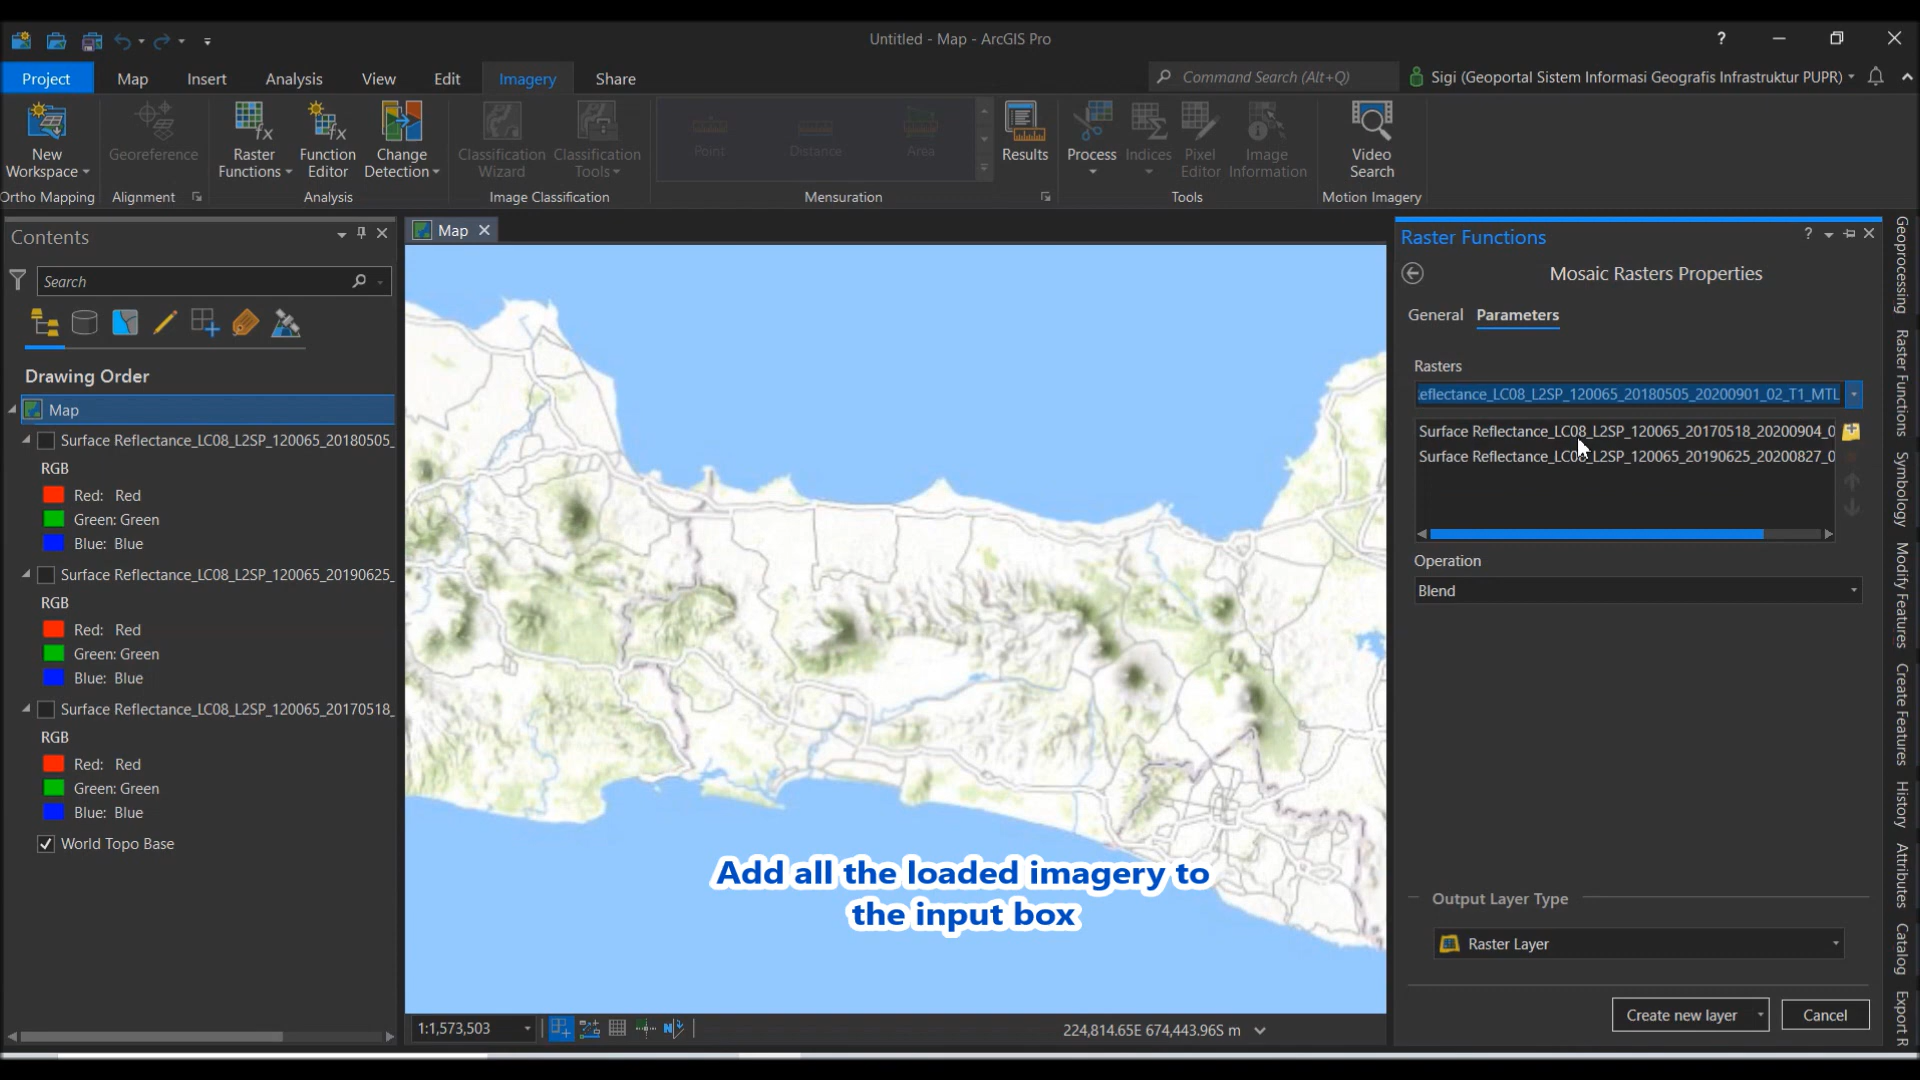 Untitled - Map - ArcGIS Pro
?
Project
Map
Insert
Analysis
View
Edit
Imagery
Share
Command Search (Alt+Q)
Sigi (Geoportal Sistem Informasi Geografis Infrastruktur PUPR)
New
Workspace
Georeference
Raster
Functions
Function
Editor
Change
Detection
Classification
Wizard
Classification
Tools
Point
Distance
Area
Results
Process
Indices
Pixel
Editor
Image
Information
Video
Search
Ortho Mapping
Alignment
Analysis
Image Classification
Mensuration
Tools
Motion Imagery
Contents
Search
Drawing Order
Map
Surface Reflectance_LC08_L2SP_120065_20180505_
RGB
Red: Red
Green: Green
Blue: Blue
Surface Reflectance_LC08_L2SP_120065_20190625_
RGB
Red: Red
Green: Green
Blue: Blue
Surface Reflectance_LC08_L2SP_120065_20170518_
RGB
Red: Red
Green: Green
Blue: Blue
World Topo Base
Map
Add all the loaded imagery to
the input box
1:1,573,503
224,814.65E 674,443.96S m
Raster Functions
?
Mosaic Rasters Properties
General
Parameters
Rasters
eflectance_LC08_L2SP_120065_20180505_20200901_02_T1_MTL
Surface Reflectance_LC08_L2SP_120065_20170518_20200904_0
Surface Reflectance_LC08_L2SP_120065_20190625_20200827_0
Operation
Blend
Output Layer Type
Raster Layer
Create new layer
Cancel
Geoprocessing
Raster Functions
Symbology
Modify Features
Create Features
History
Attributes
Catalog
Export R